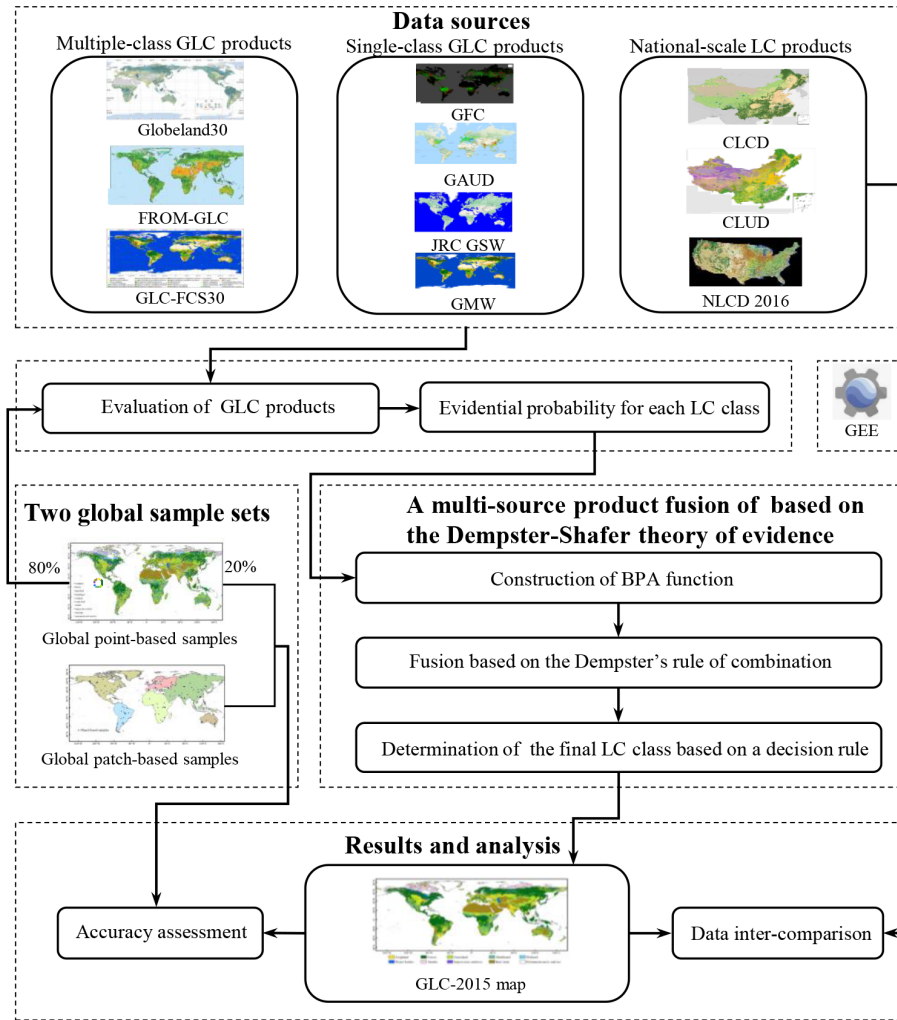 Data sources
Multiple-class GLC products
Single-class GLC products
National-scale LC products
Globeland30
FROM-GLC
GLC-FCS30
GFC
GAUD
JRC GSW
GMW
CLCD
CLUD
NLCD 2016
Evaluation of GLC products
Evidential probability for each LC class
GEE
Two global sample sets
80%
20%
Global point-based samples
Global patch-based samples
A multi-source product fusion of based on
the Dempster-Shafer theory of evidence
Construction of BPA function
Fusion based on the Dempster's rule of combination
Determination of the final LC class based on a decision rule
Results and analysis
Accuracy assessment
GLC-2015 map
Data inter-comparison